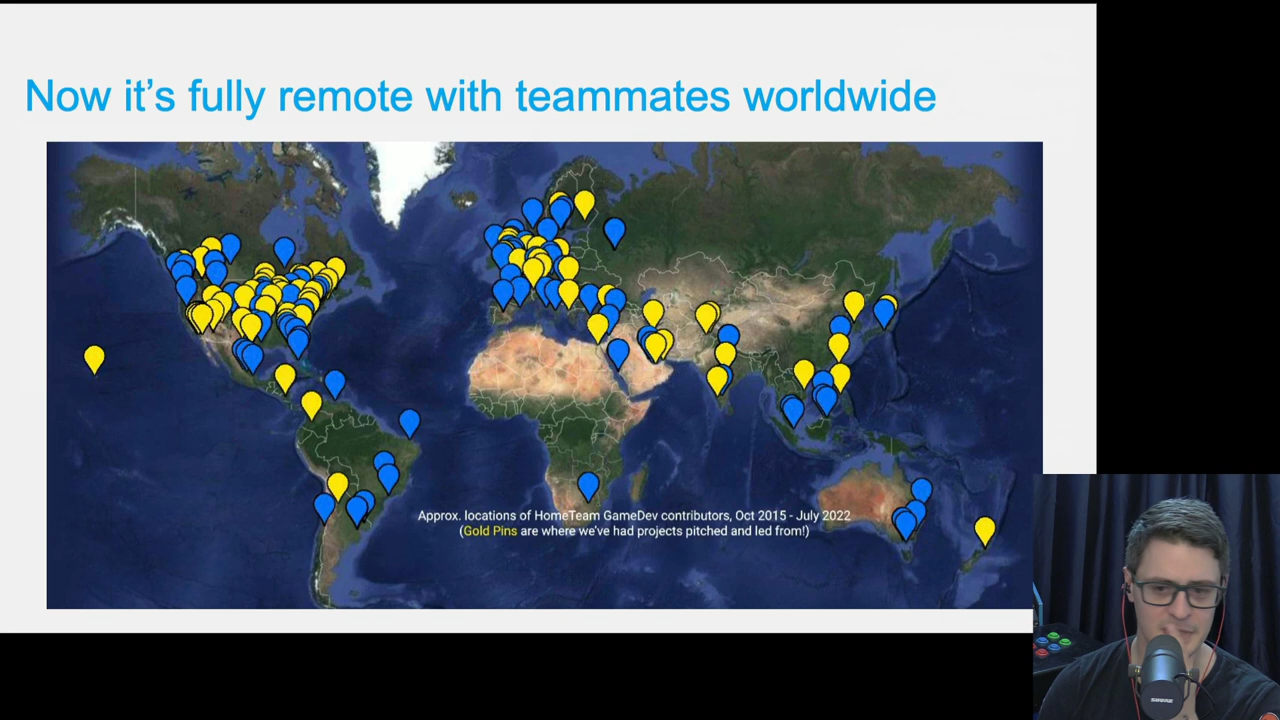 Now it's fully remote with teammates worldwide
Approx. locations of HomeTeam GameDev contributors, Oct 2015 - July 2022
(Gold Pins are where we've had projects pitched and led from!)
SHURE